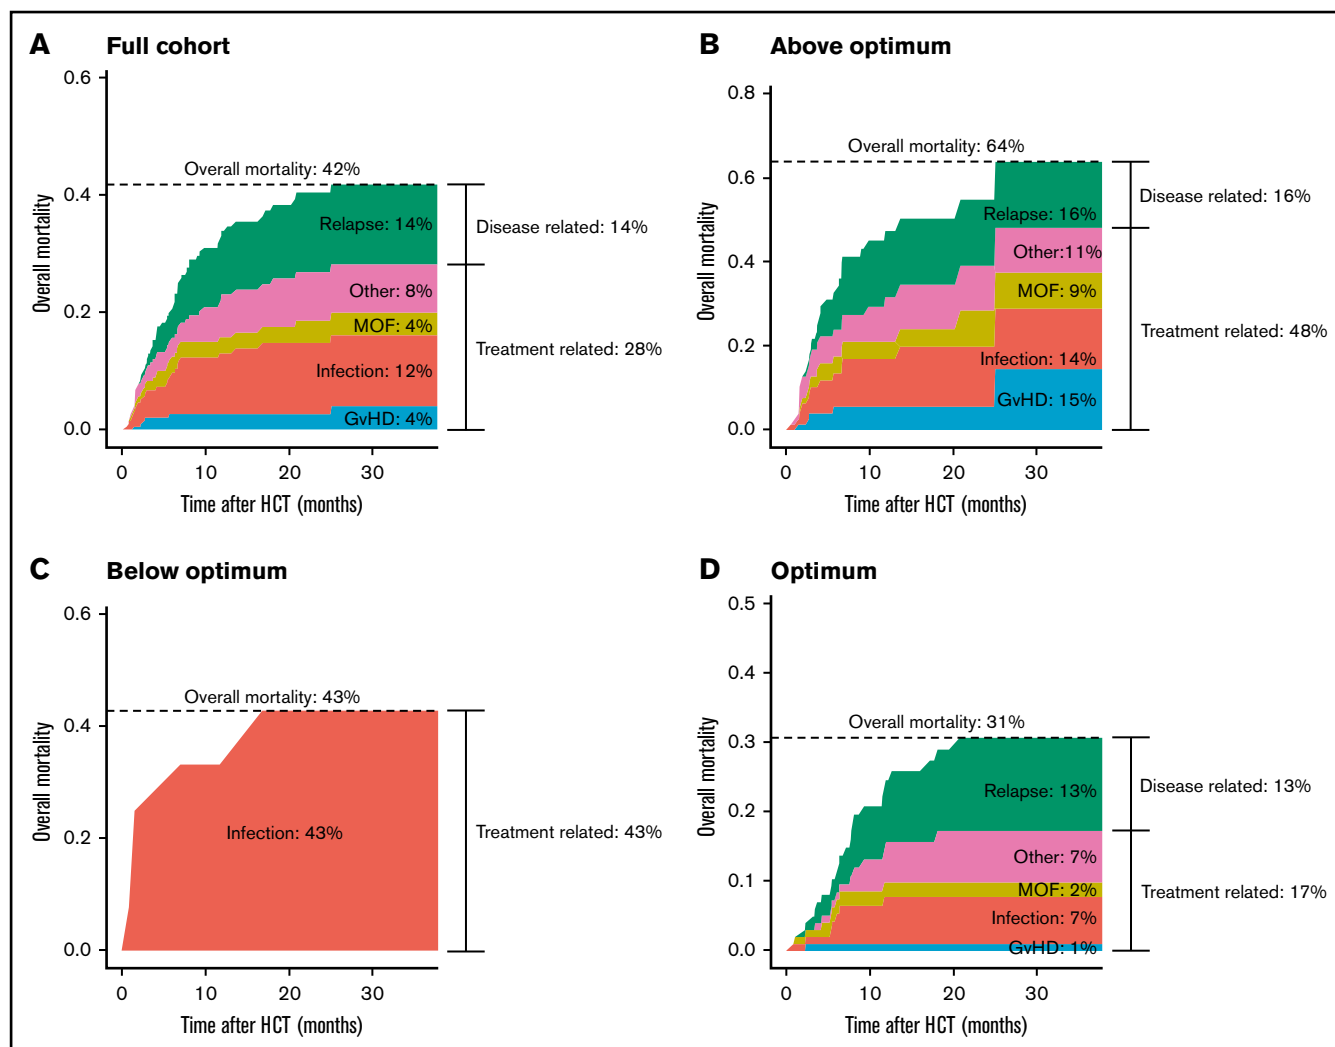 A Full cohort
0.6
0.4
0.2
0.0
Overall mortality
Overall mortality: 42%
Relapse: 14%
Other: 8%
MOF: 4%
Infection: 12%
GvHD: 4%
Disease related: 14%
Treatment related: 28%
0 10 20 30
Time after HCT (months)
B Above optimum
0.8
0.6
0.4
0.2
0.0
Overall mortality
Overall mortality: 64%
Relapse: 16%
Other:11%
MOF: 9%
Infection: 14%
GvHD: 15%
Disease related: 16%
Treatment related: 48%
0 10 20 30
Time after HCT (months)
C Below optimum
0.6
0.4
0.2
0.0
Overall mortality
Overall mortality: 43%
Infection: 43%
Treatment related: 43%
0 10 20 30
Time after HCT (months)
D Optimum
0.5
0.4
0.3
0.2
0.1
0.0
Overall mortality
Overall mortality: 31%
Relapse: 13%
Other: 7%
MOF: 2%
Infection: 7%
GvHD: 1%
Disease related: 13%
Treatment related: 17%
0 10 20 30
Time after HCT (months)